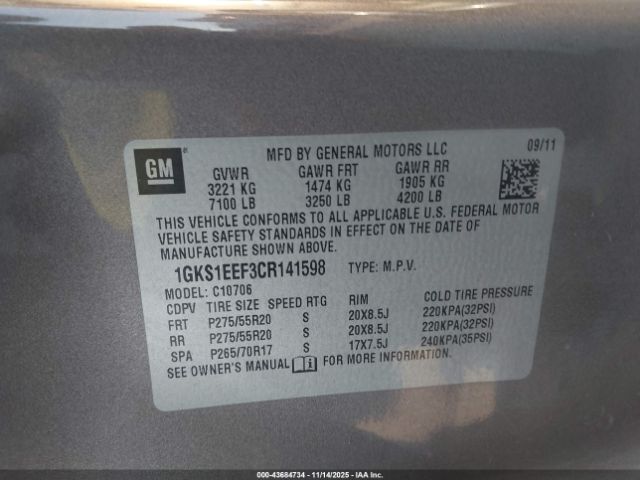 GM
MFD BY GENERAL MOTORS LLC 09/11
GVWR GAWR FRT GAWR RR
3221 KG 1474 KG 1905 KG
7100 LB 3250 LB 4200 LB
THIS VEHICLE CONFORMS TO ALL APPLICABLE U.S. FEDERAL MOTOR
VEHICLE SAFETY STANDARDS IN EFFECT ON THE DATE OF
MANUFACTURE SHOWN ABOVE.
1GKS1EEF3CR141598 TYPE: M.P.V.
MODEL: C10706
CDPV TIRE SIZE SPEED RTG RIM COLD TIRE PRESSURE
FRT P275/55R20 S 20X8.5J 220KPA(32PSI)
RR P275/55R20 S 20X8.5J 220KPA(32PSI)
SPA P265/70R17 S 17X7.5J 240KPA(35PSI)
SEE OWNER'S MANUAL FOR MORE INFORMATION.
©43684734 - 11/14/2025 - IAA, Inc.